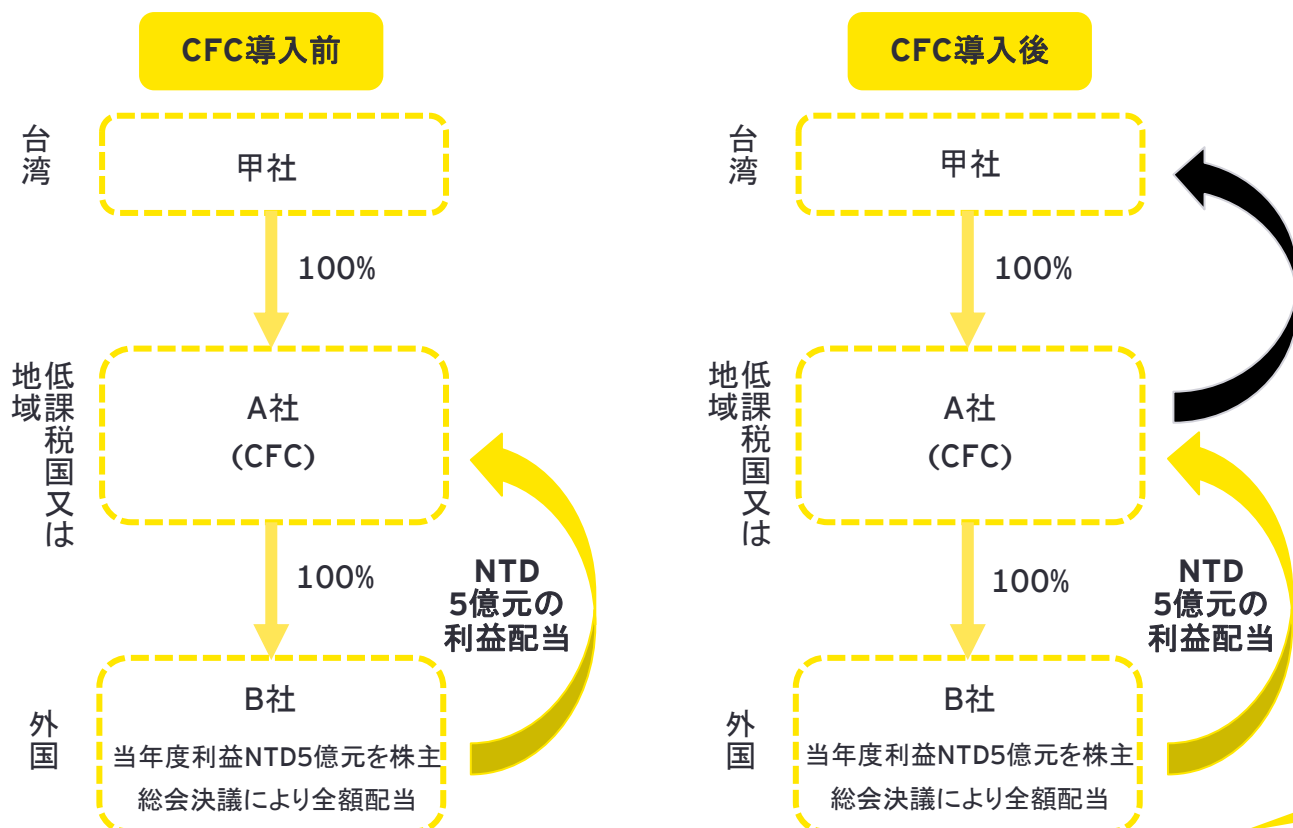 CFC導入前
台湾
甲社
100%
低課税国又は
地域
A社
(CFC)
100%
NTD
5億元の
利益配当
外国
B社
当年度利益NTD5億元を株主
総会決議により全額配当
CFC導入後
台湾
甲社
100%
低課税国又は
地域
A社
(CFC)
100%
NTD
5億元の
利益配当
外国
B社
当年度利益NTD5億元を株主
総会決議により全額配当